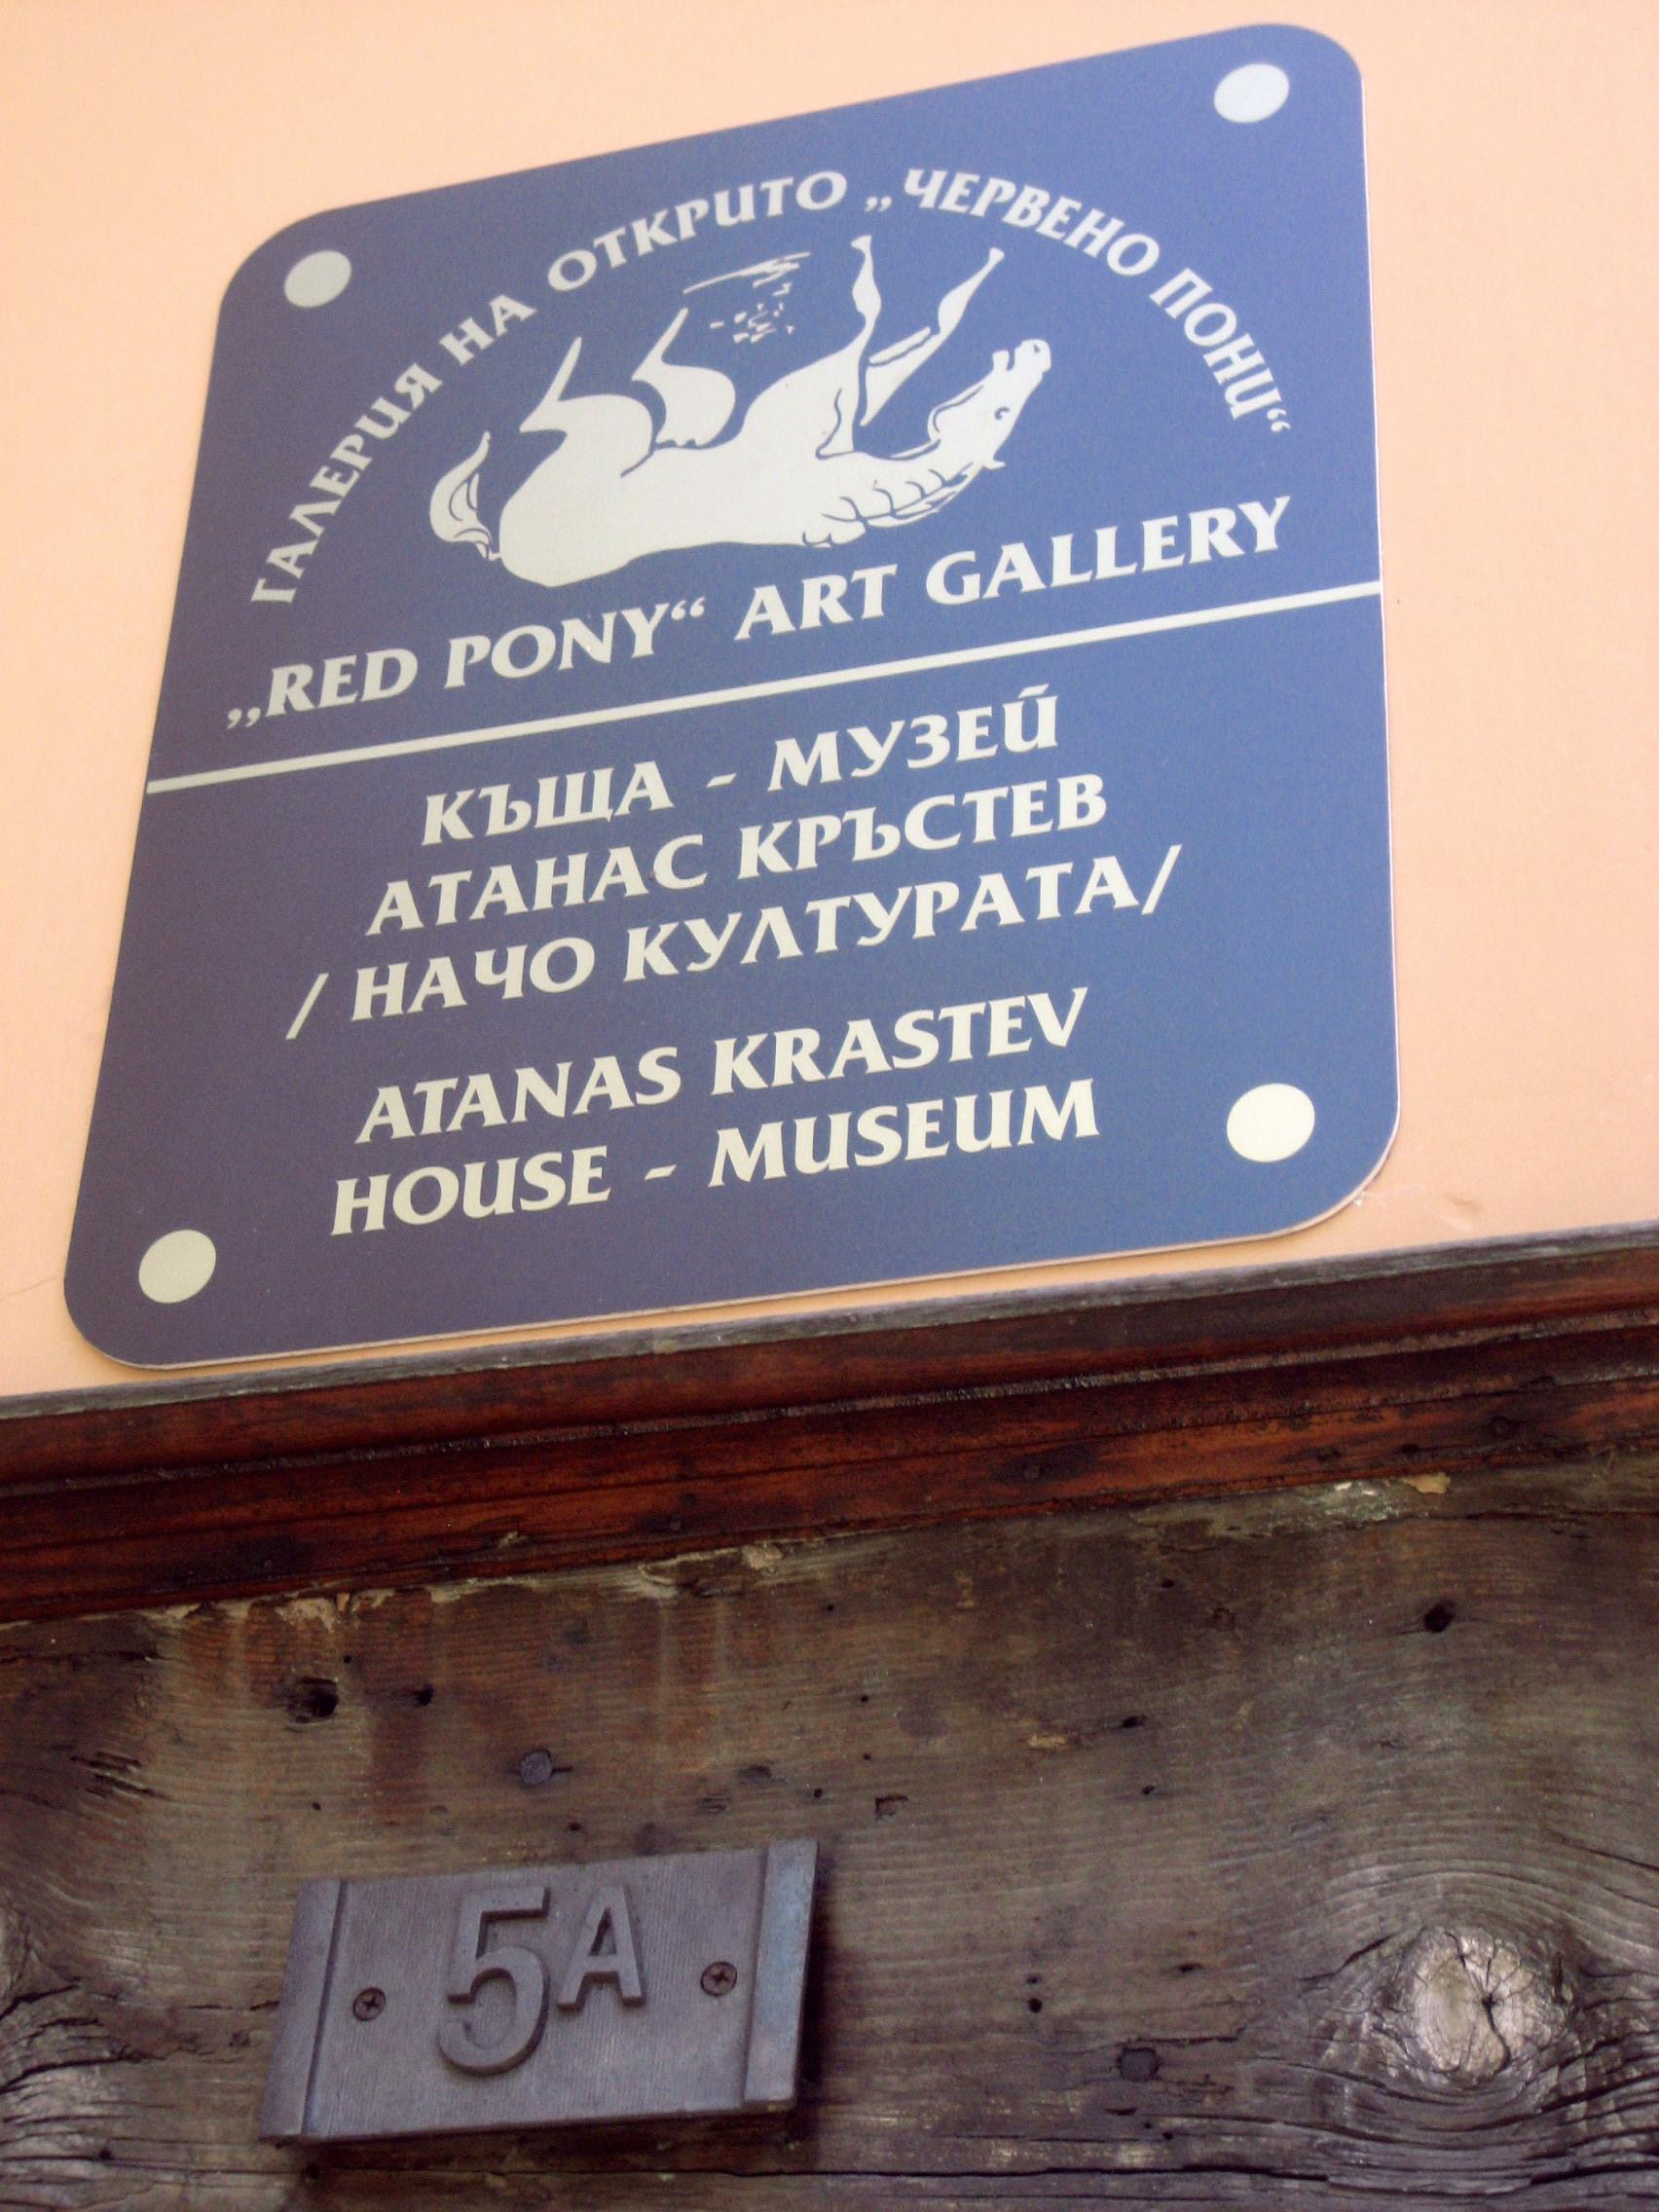 ГАЛЕРИЯ НА ОТКРИТО „ЧЕРВЕНО ПОНИ“
„RED PONY“ ART GALLERY
КЪЩА - МУЗЕЙ
АТАНАС КРЪСТЕВ
/ НАЧО КУЛТУРАТА/
ATANAS KRASTEV
HOUSE - MUSEUM
5A